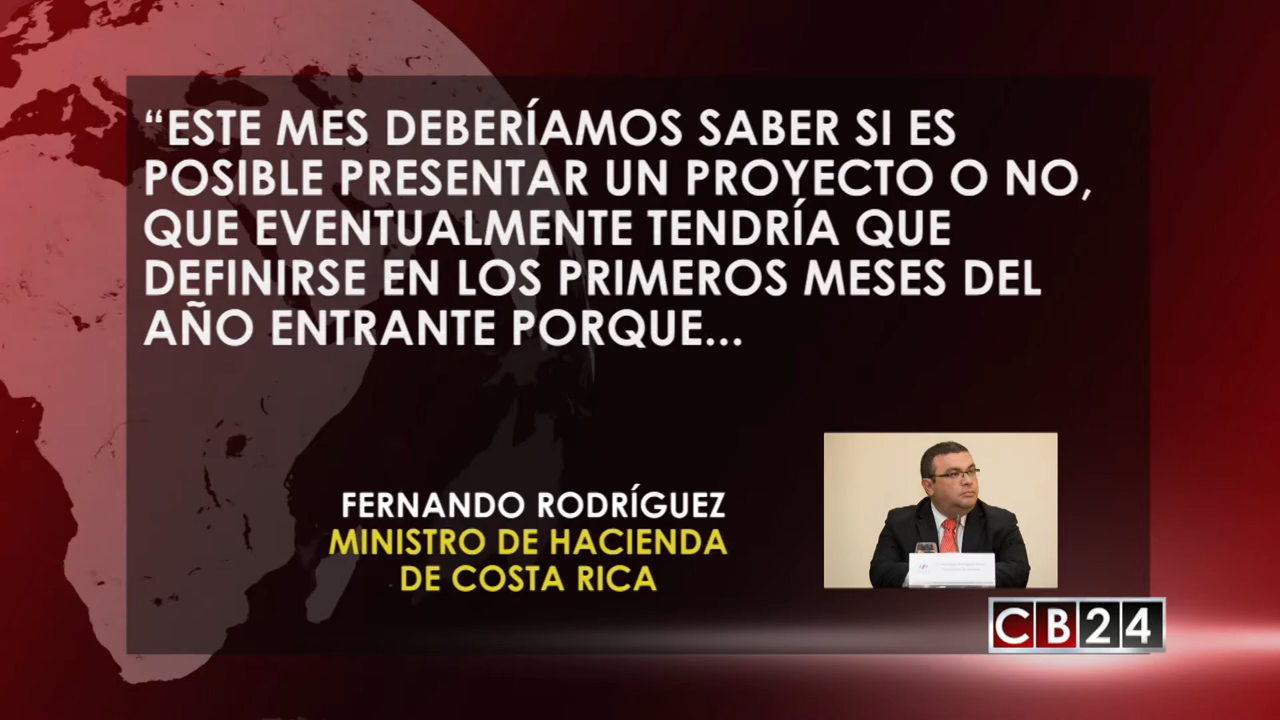 “ESTE MES DEBERÍAMOS SABER SI ES
POSIBLE PRESENTAR UN PROYECTO O NO,
QUE EVENTUALMENTE TENDRÍA QUE
DEFINIRSE EN LOS PRIMEROS MESES DEL
AÑO ENTRANTE PORQUE...
FERNANDO RODRÍGUEZ
MINISTRO DE HACIENDA
DE COSTA RICA
CB24